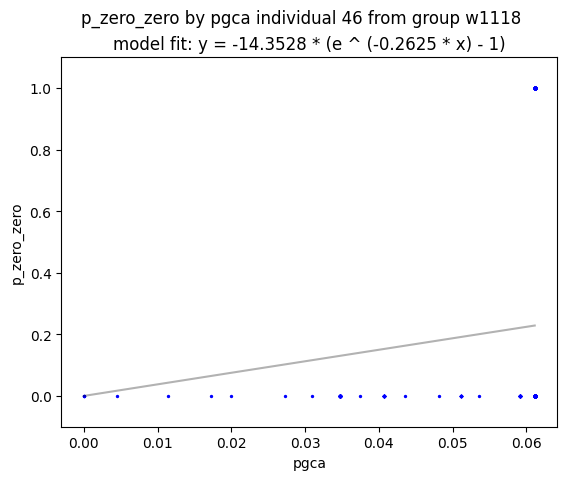 p_zero_zero by pgca individual 46 from group w1118
model fit: y = -14.3528 * (e ^ (-0.2625 * x) - 1)
1.0
0.8
0.6
0.4
0.2
0.0
p_zero_zero
0.00 0.01 0.02 0.03 0.04 0.05 0.06
pgca